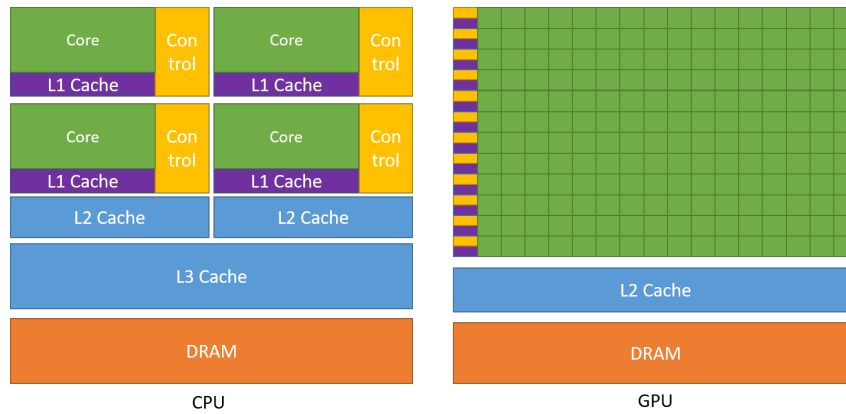 Core
Con
trol
Core
Con
trol
L1 Cache
L1 Cache
Core
Con
trol
Core
Con
trol
L1 Cache
L1 Cache
L2 Cache
L2 Cache
L3 Cache
DRAM
CPU
L2 Cache
DRAM
GPU